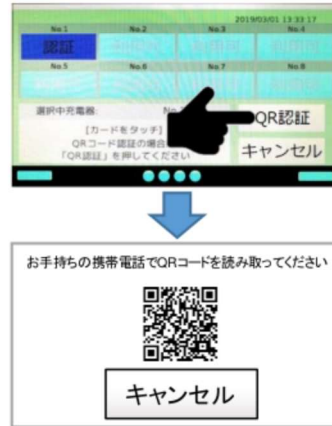 2019/03/01 13:33:17
No.1 No.2 No.3 No.4
認証
No.5 No.6 No.7 No.8
選択中充電器: No.
[カードをタッチ]
QRコード認証の場合
「QR認証」を押してください
QR認証
キャンセル
お手持ちの携帯電話でQRコードを読み取ってください
キャンセル